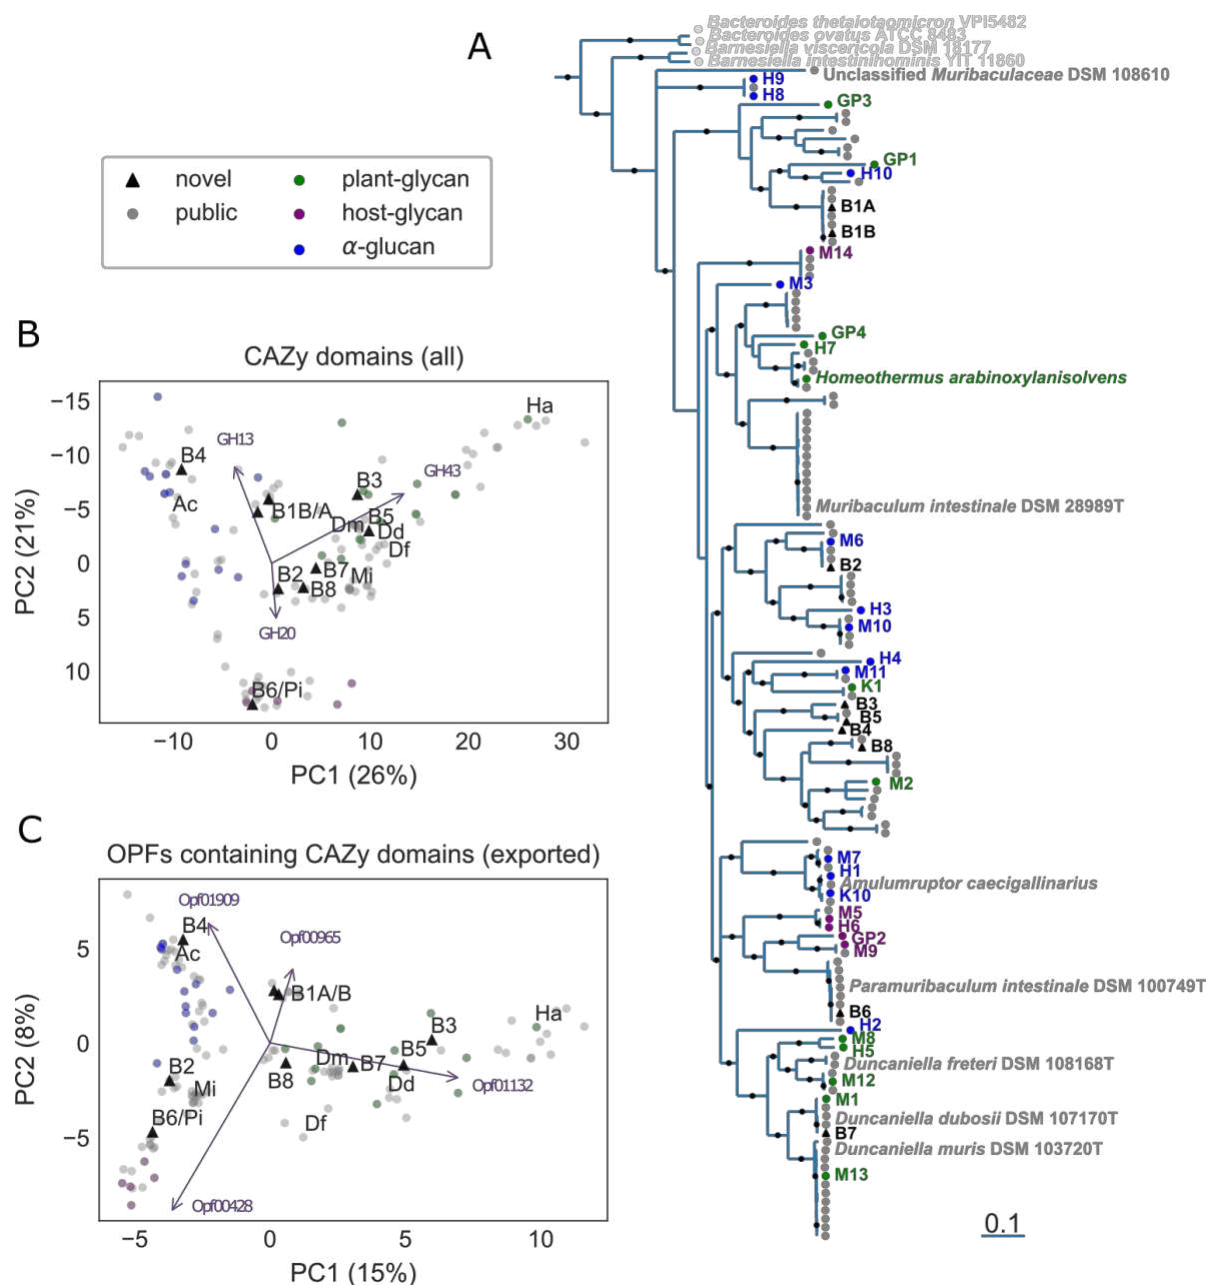 A
Bacteroides thetaiotaomicron VPI5482
Bacteroides ovatus ATCC 8483
Barnesiella viscericola DSM 18177
Barnesiella intestinihominis YIT 11860
Unclassified Muribaculaceae DSM 108610
H9
H8
GP3
GP1
H10
B1A
B1B
M14
M3
GP4
H7
Homeothermus arabinoxylanisolvens
Muribaculum intestinale DSM 28989T
M6
B2
H3
M10
H4
M11
K1
B3
B5
B4
B8
M2
M7
H1
Amulumruptor caecigallinarius
K10
M5
H6
GP2
M9
Paramuribaculum intestinale DSM 100749T
B6
H2
M8
H5
Duncaniella freteri DSM 108168T
M12
M1
Duncaniella dubosii DSM 107170T
B7
Duncaniella muris DSM 103720T
M13
0.1
novel
public
plant-glycan
host-glycan
α-glucan
B
CAZy domains (all)
−15
−10
−5
0
5
10
PC2 (21%)
Ha
GH13
B4
GH43
B3
Ac
B1B/A
B5
Dm
Dd
Df
B2
B7
Mi
B8
GH20
B6/Pi
−10
0
10
20
30
PC1 (26%)
C
OPFs containing CAZy domains (exported)
5
0
−5
PC2 (8%)
Opf01909
B4
Opf00965
Ac
B1A/B
Ha
B3
B5
Dm
B7
B2
B8
Dd
Opf01132
Mi
B6/Pi
Df
Opf00428
−5
0
5
10
PC1 (15%)